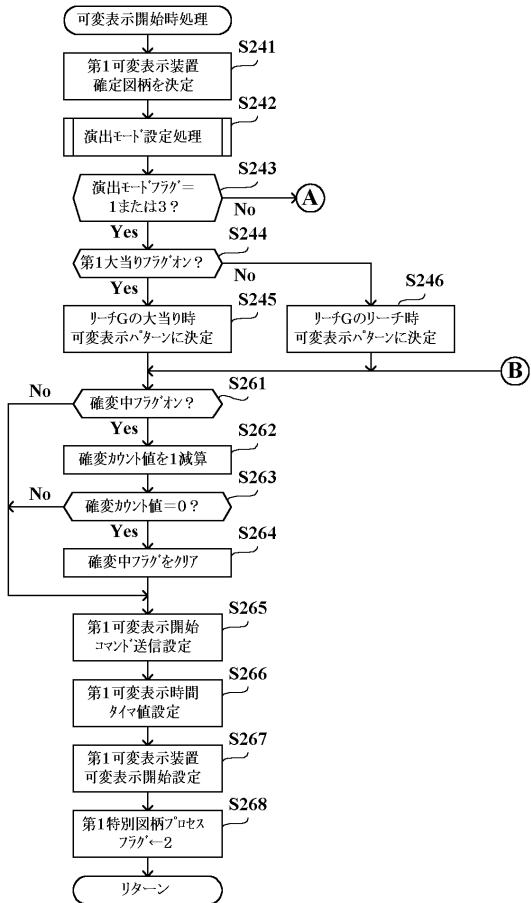 可変表示開始時処理
S241
第1可変表示装置
確定図柄を決定
S242
演出ﾓｰﾄﾞ設定処理
S243
演出ﾓｰﾄﾞﾌﾗｸﾞ=
1または3?
No
A
Yes
S244
第1大当りﾌﾗｸﾞｵﾝ?
No
Yes
S245
ﾘｰﾁGの大当り時
可変表示ﾊﾟﾀｰﾝに決定
S246
ﾘｰﾁGのﾘｰﾁ時
可変表示ﾊﾟﾀｰﾝに決定
B
S261
No
確変中ﾌﾗｸﾞｵﾝ?
Yes
S262
確変ｶｳﾝﾄ値を1減算
S263
No
確変ｶｳﾝﾄ値=0?
Yes
S264
確変中ﾌﾗｸﾞをｸﾘｱ
S265
第1可変表示開始
ｺﾏﾝﾄﾞ送信設定
S266
第1可変表示時間
ﾀｲﾏ値設定
S267
第1可変表示装置
可変表示開始設定
S268
第1特別図柄ﾌﾟﾛｾｽ
ﾌﾗｸﾞ←2
ﾘﾀｰﾝ